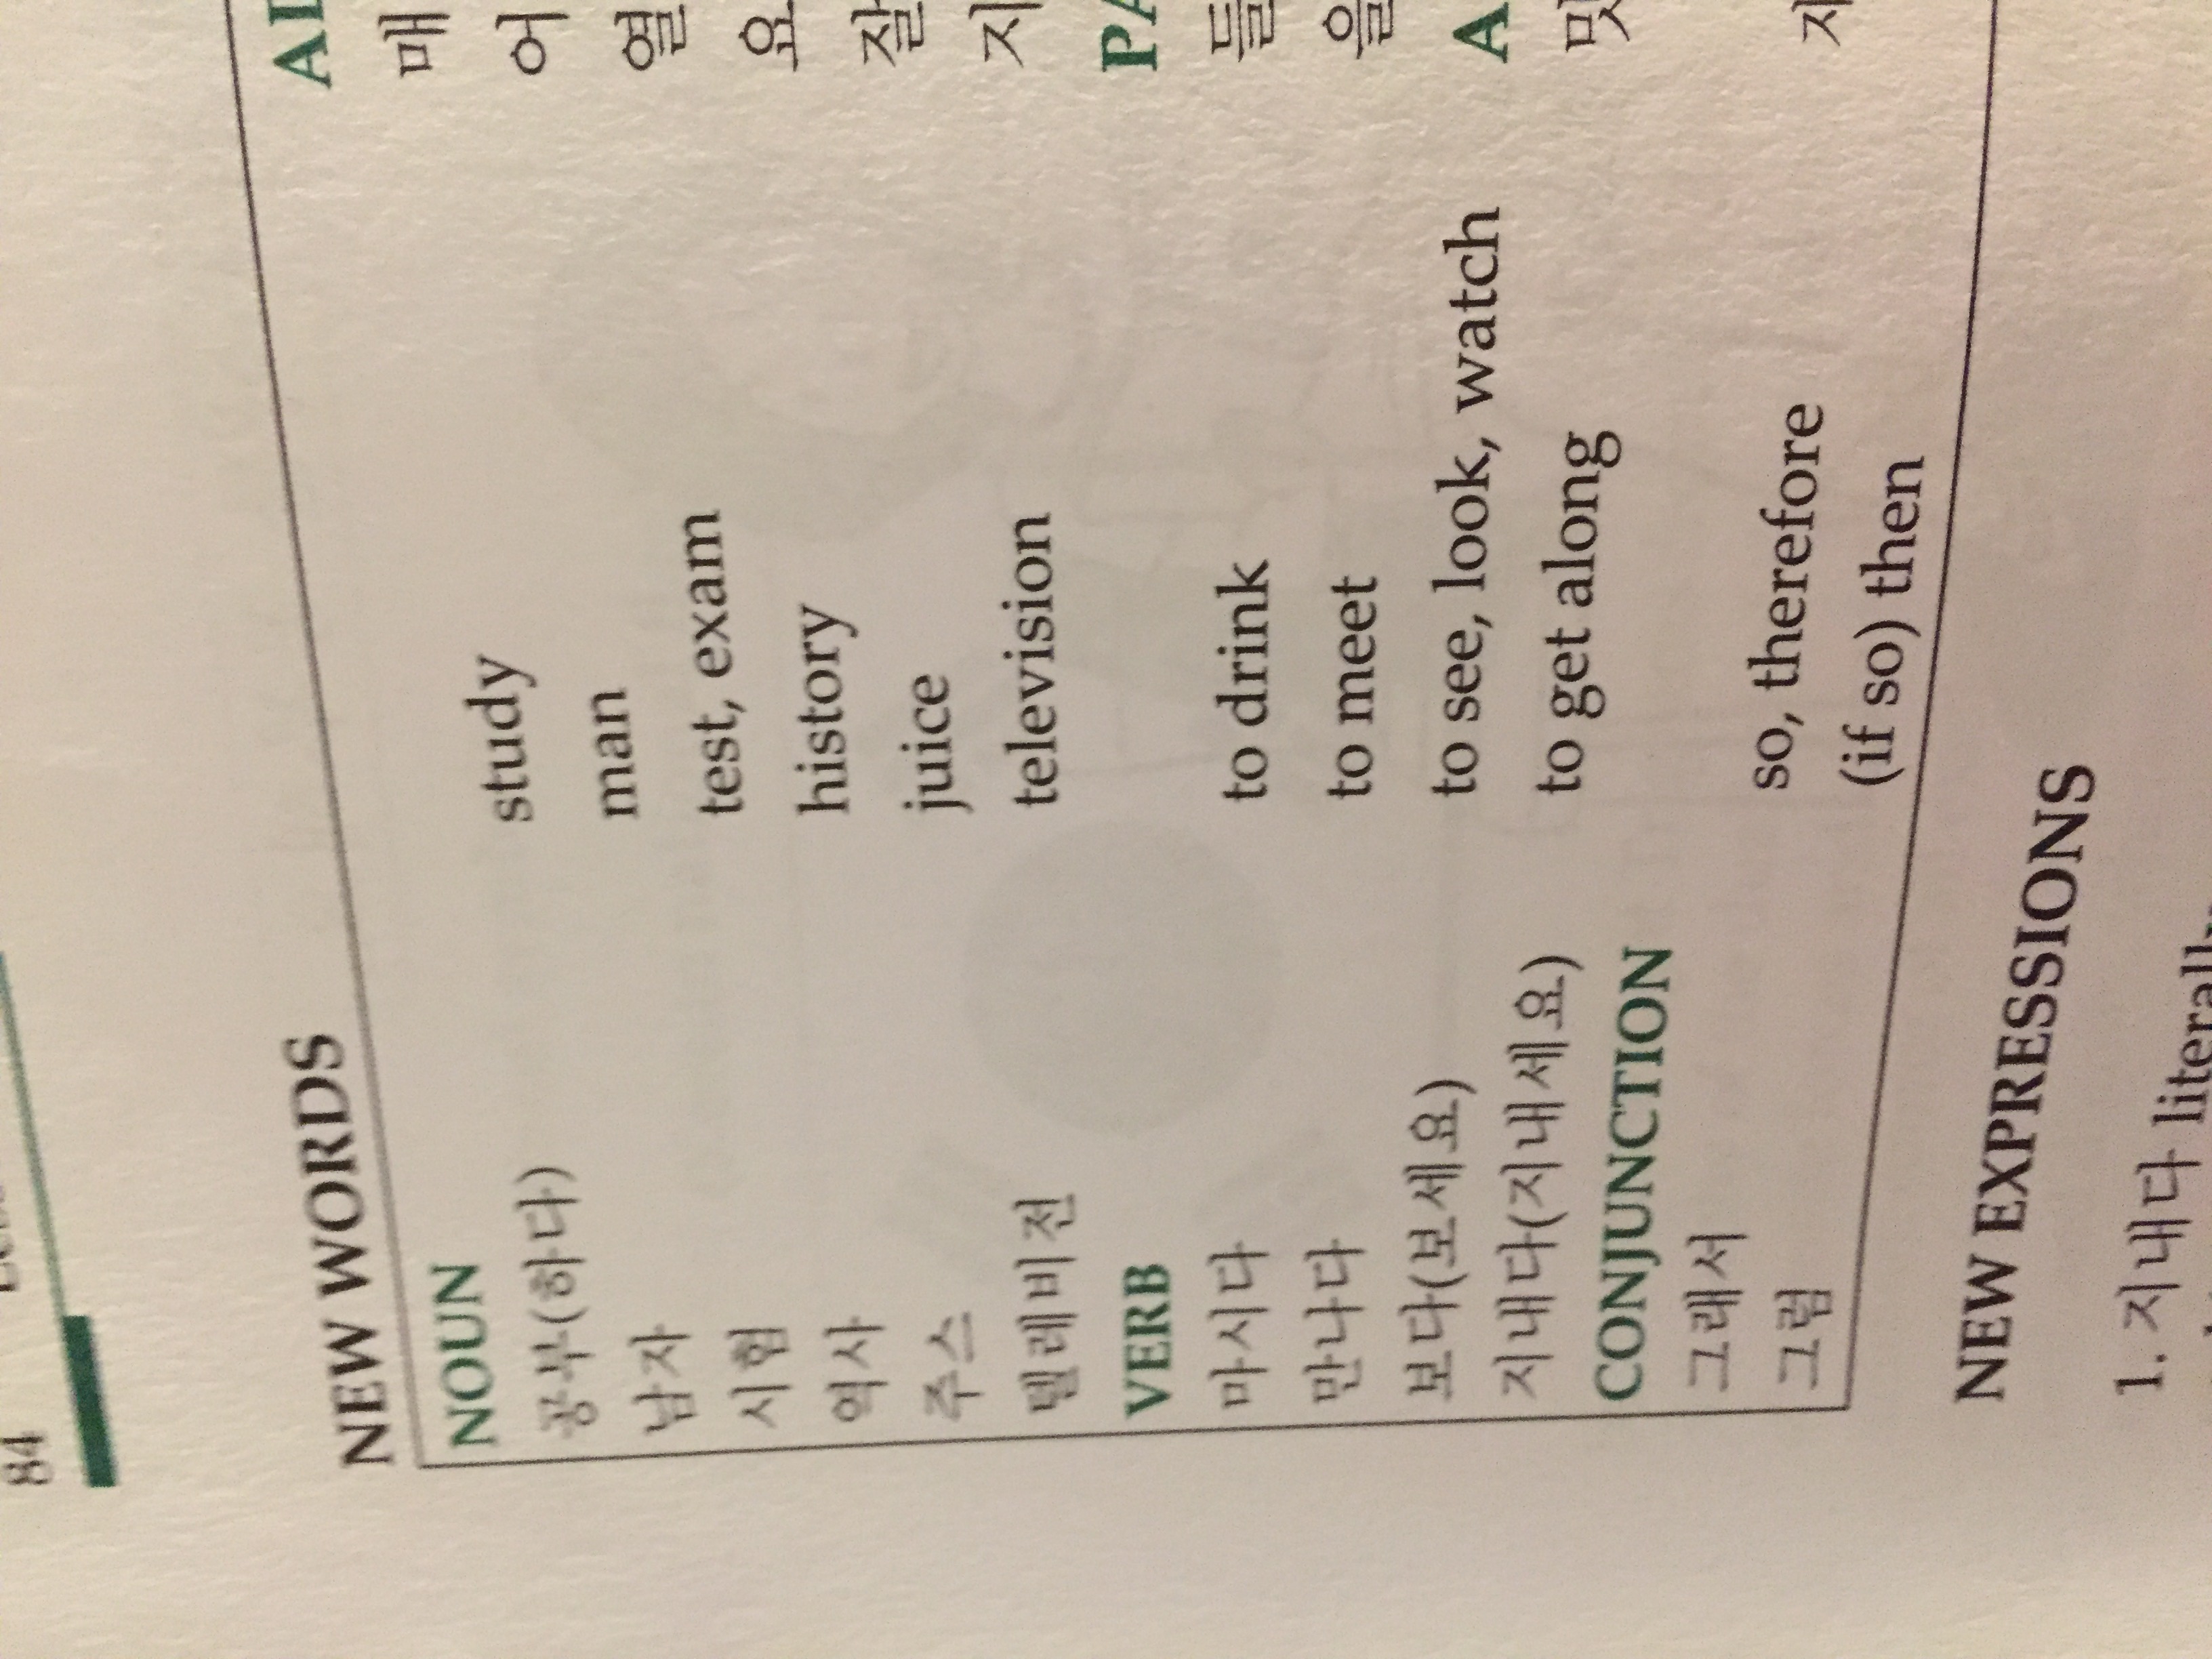 84
NEW WORDS
NOUN
공부(하다) study
남자 man
시험 test, exam
역사 history
주스 juice
텔레비전 television
VERB
마시다 to drink
만나다 to meet
보다(보세요) to see, look, watch
지내다(지내세요) to get along
CONJUNCTION
그래서 so, therefore
그럼 (if so) then
매
어
열
요
잘
지
들
을
NEW EXPRESSIONS
1. 지내다 literally